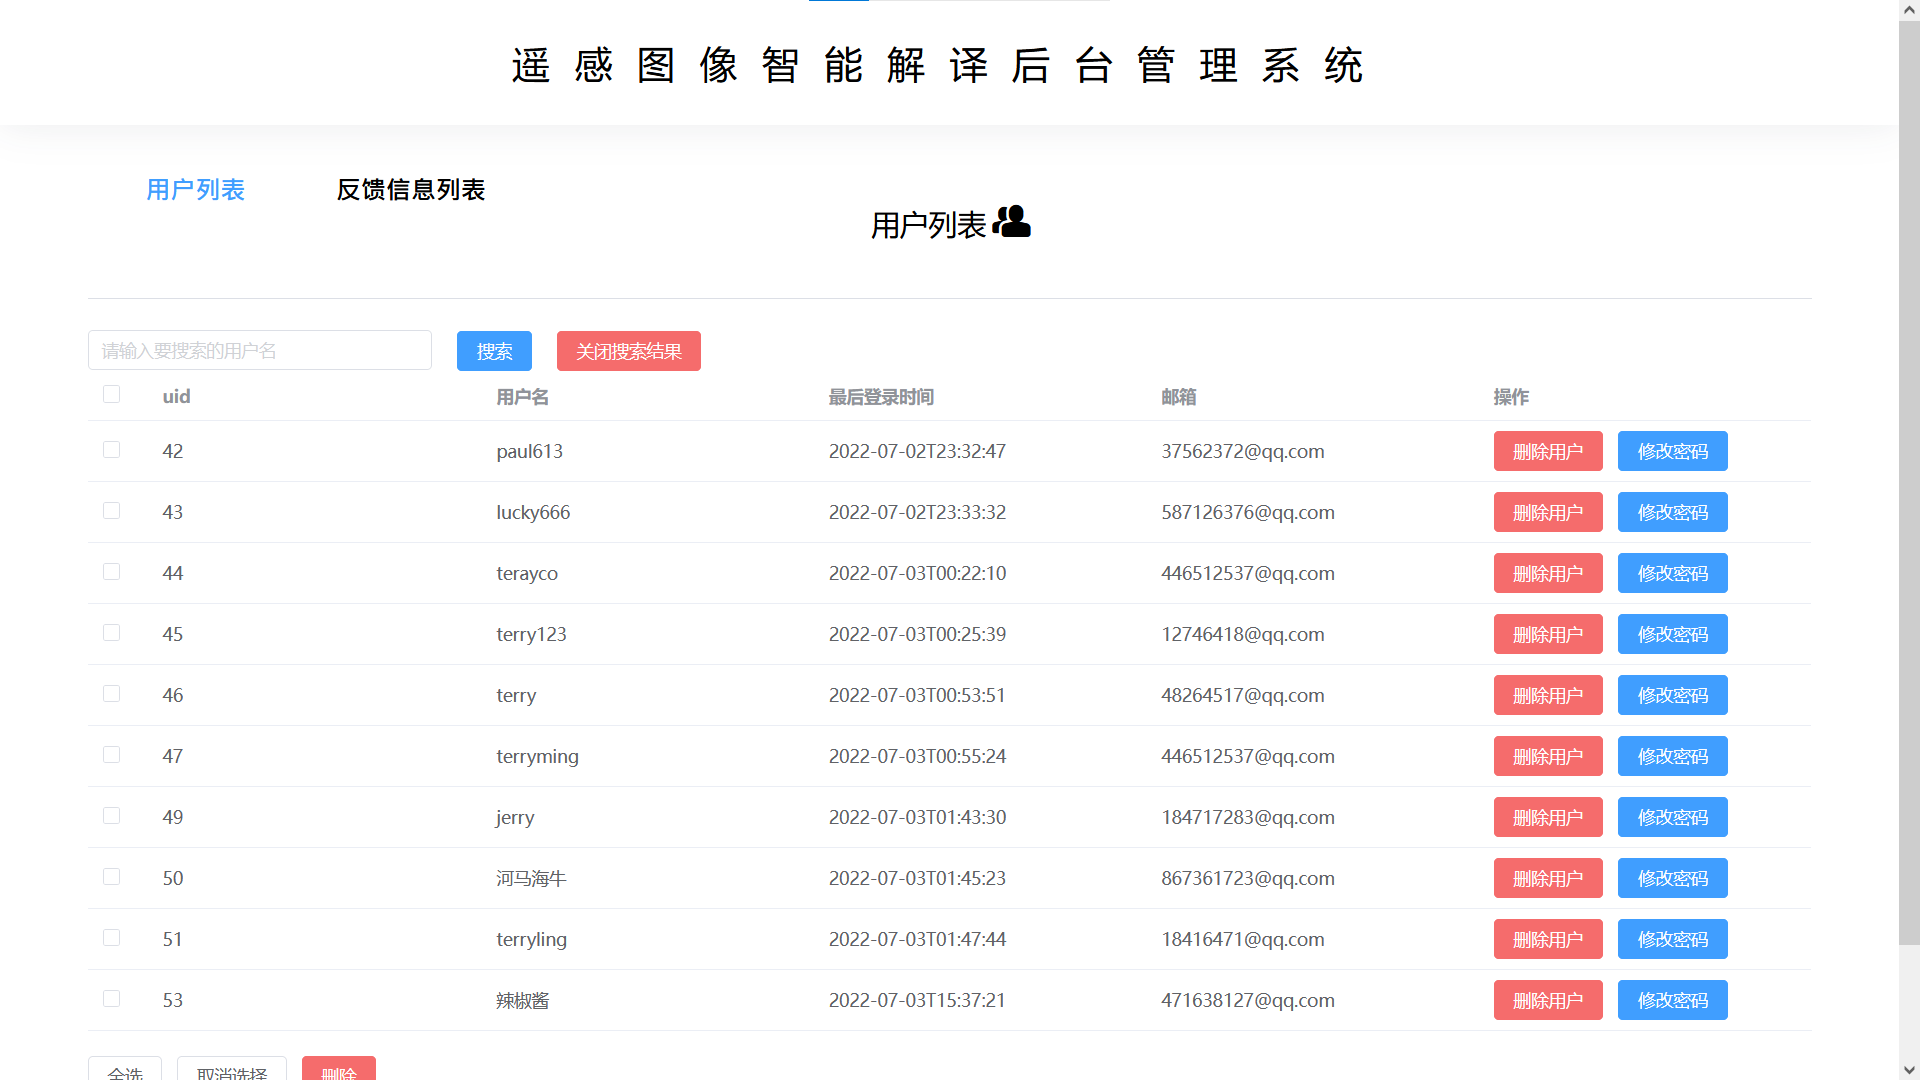 遥感图像智能解译后台管理系统
用户列表 反馈信息列表
用户列表
请输入要搜索的用户名 搜索 关闭搜索结果
uid 用户名 最后登录时间 邮箱 操作
42 paul613 2022-07-02T23:32:47 37562372@qq.com 删除用户 修改密码
43 lucky666 2022-07-02T23:33:32 587126376@qq.com 删除用户 修改密码
44 terayco 2022-07-03T00:22:10 446512537@qq.com 删除用户 修改密码
45 terry123 2022-07-03T00:25:39 12746418@qq.com 删除用户 修改密码
46 terry 2022-07-03T00:53:51 48264517@qq.com 删除用户 修改密码
47 terryming 2022-07-03T00:55:24 446512537@qq.com 删除用户 修改密码
49 jerry 2022-07-03T01:43:30 184717283@qq.com 删除用户 修改密码
50 河马海牛 2022-07-03T01:45:23 867361723@qq.com 删除用户 修改密码
51 terryling 2022-07-03T01:47:44 18416471@qq.com 删除用户 修改密码
53 辣椒酱 2022-07-03T15:37:21 471638127@qq.com 删除用户 修改密码
全选 取消选择 删除